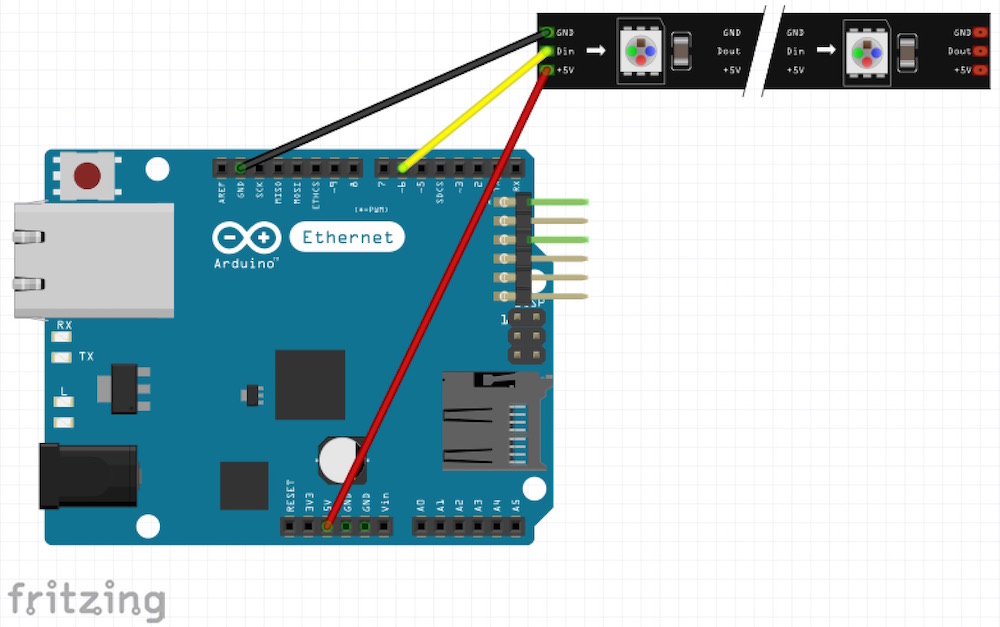 GND GND GND GND
Din Dout Din Dout
+5V +5V +5V +5V
AREF GND SCK MISO MOSI ETHCS ~9 8 7 ~6 ~5 SDCS ~3 2 RX
(~PWM)
Ethernet
Arduino™
RX
TX
L
1
RESET 3V3 5V GND GND Vin A0 A1 A2 A3 A4 A5
fritzing